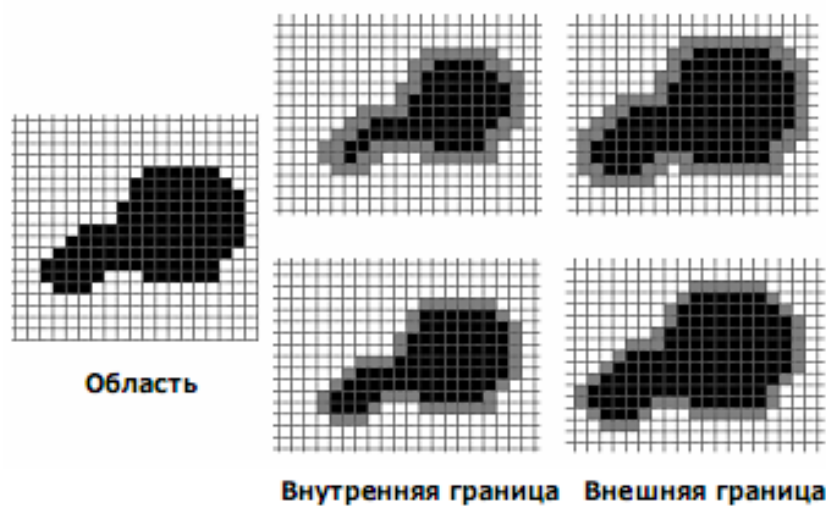 Область
Внутренняя граница
Внешняя граница